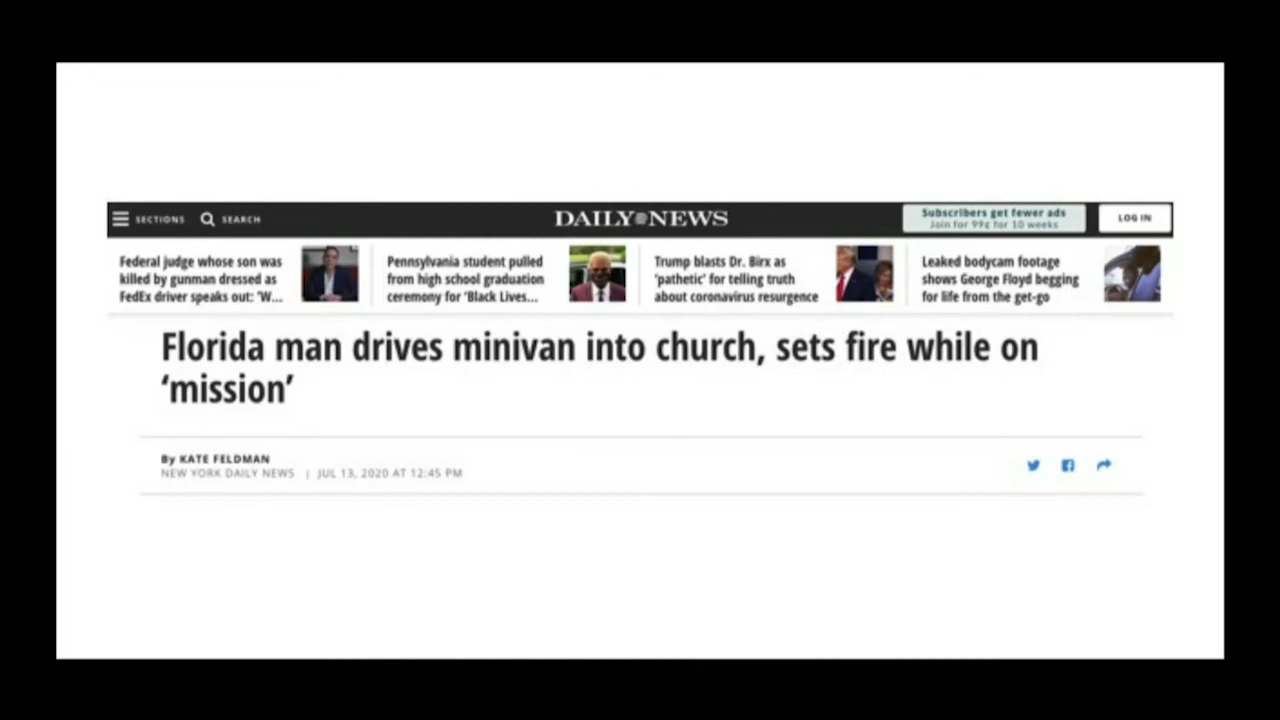 SECTIONS
SEARCH
DAILY NEWS
Subscribers get fewer ads
Join for 99¢ for 10 weeks
LOG IN
Federal judge whose son was
killed by gunman dressed as
FedEx driver speaks out: 'W...
Pennsylvania student pulled
from high school graduation
ceremony for 'Black Lives...
Trump blasts Dr. Birx as
'pathetic' for telling truth
about coronavirus resurgence
Leaked bodycam footage
shows George Floyd begging
for life from the get-go
Florida man drives minivan into church, sets fire while on
‘mission’
By KATE FELDMAN
NEW YORK DAILY NEWS | JUL 13, 2020 AT 12:45 PM